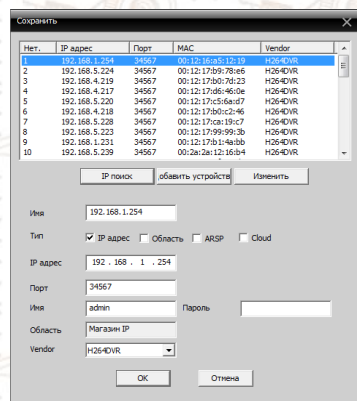 Сохранить
Нет. IP адрес Порт MAC Vendor
1 192.168.1.254 34567 00:12:16:a5:12:19 H264DVR
2 192.168.5.224 34567 00:12:17:b9:78:e6 H264DVR
3 192.168.4.219 34567 00:12:17:b0:7d:23 H264DVR
4 192.168.4.217 34567 00:12:17:d6:46:0e H264DVR
5 192.168.5.220 34567 00:12:17:c5:6a:d7 H264DVR
6 192.168.4.218 34567 00:12:17:b0:c2:46 H264DVR
7 192.168.5.228 34567 00:12:17:ca:19:c7 H264DVR
8 192.168.5.223 34567 00:12:17:99:99:3b H264DVR
9 192.168.1.231 34567 00:12:17:b1:4a:bb H264DVR
10 192.168.5.239 34567 00:2a:2a:12:16:b4 H264DVR
IP поиск обавить устройств Изменить
Имя 192.168.1.254
Тип IP адрес Область ARSP Cloud
IP адрес 192 . 168 . 1 . 254
Порт 34567
Имя admin Пароль
Область Магазин IP
Vendor H264DVR
OK Отмена